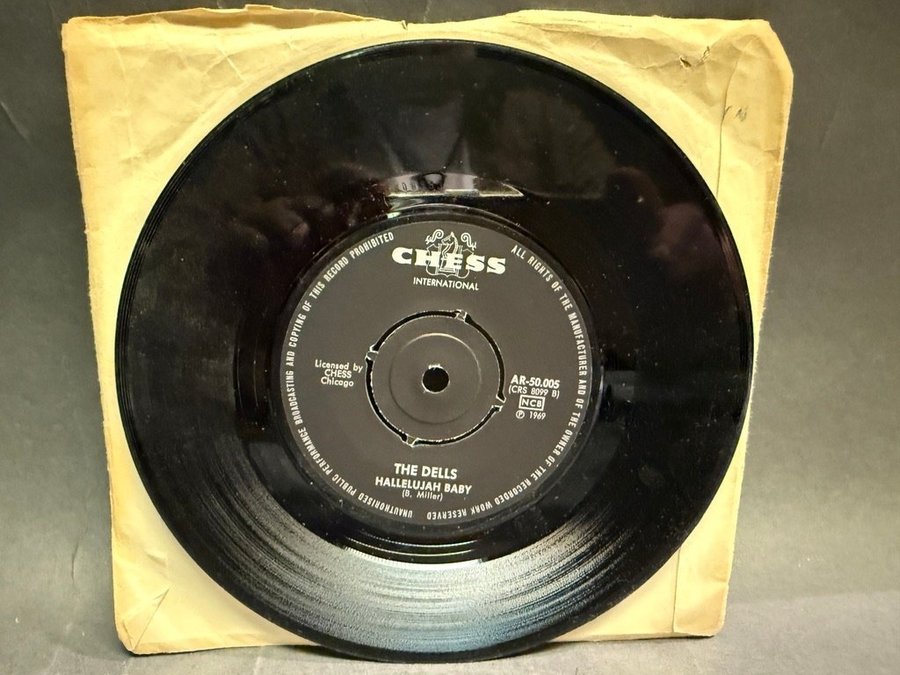 CHESS
INTERNATIONAL
ALL RIGHTS OF THE MANUFACTURER AND OF THE OWNER OF THE RECORDED WORK RESERVED
UNAUTHORISED PUBLIC PERFORMANCE BROADCASTING AND COPYING OF THIS RECORD PROHIBITED
Licensed by
CHESS
Chicago
AR-50.005
(CRS 8099 B)
NCB
℗ 1969
THE DELLS
HALLELUJAH BABY
(B. Miller)